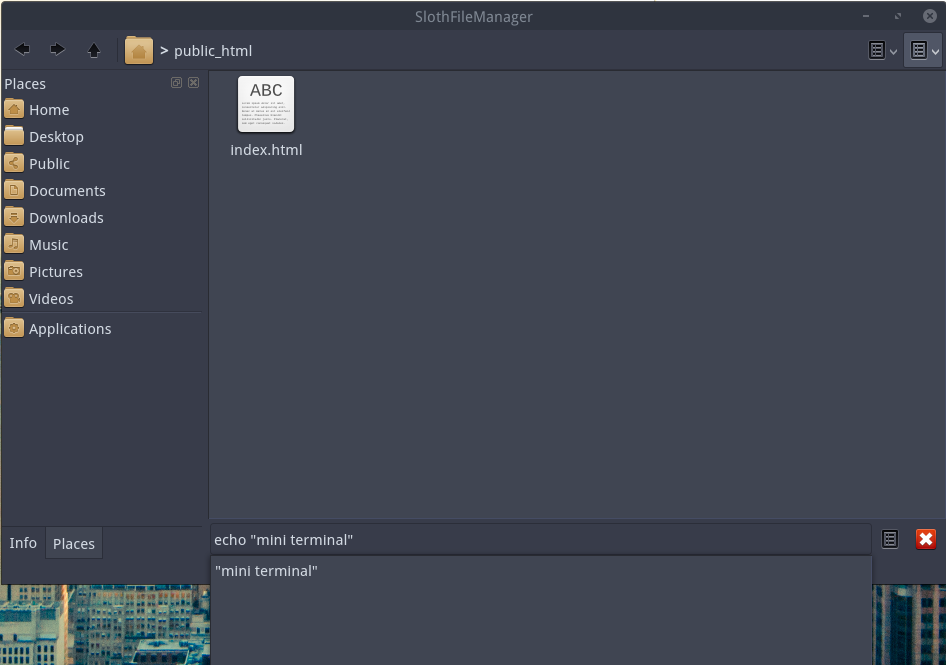 SlothFileManager
> public_html
Places
Home
Desktop
Public
Documents
Downloads
Music
Pictures
Videos
Applications
ABC
index.html
Info
Places
echo "mini terminal"
"mini terminal"